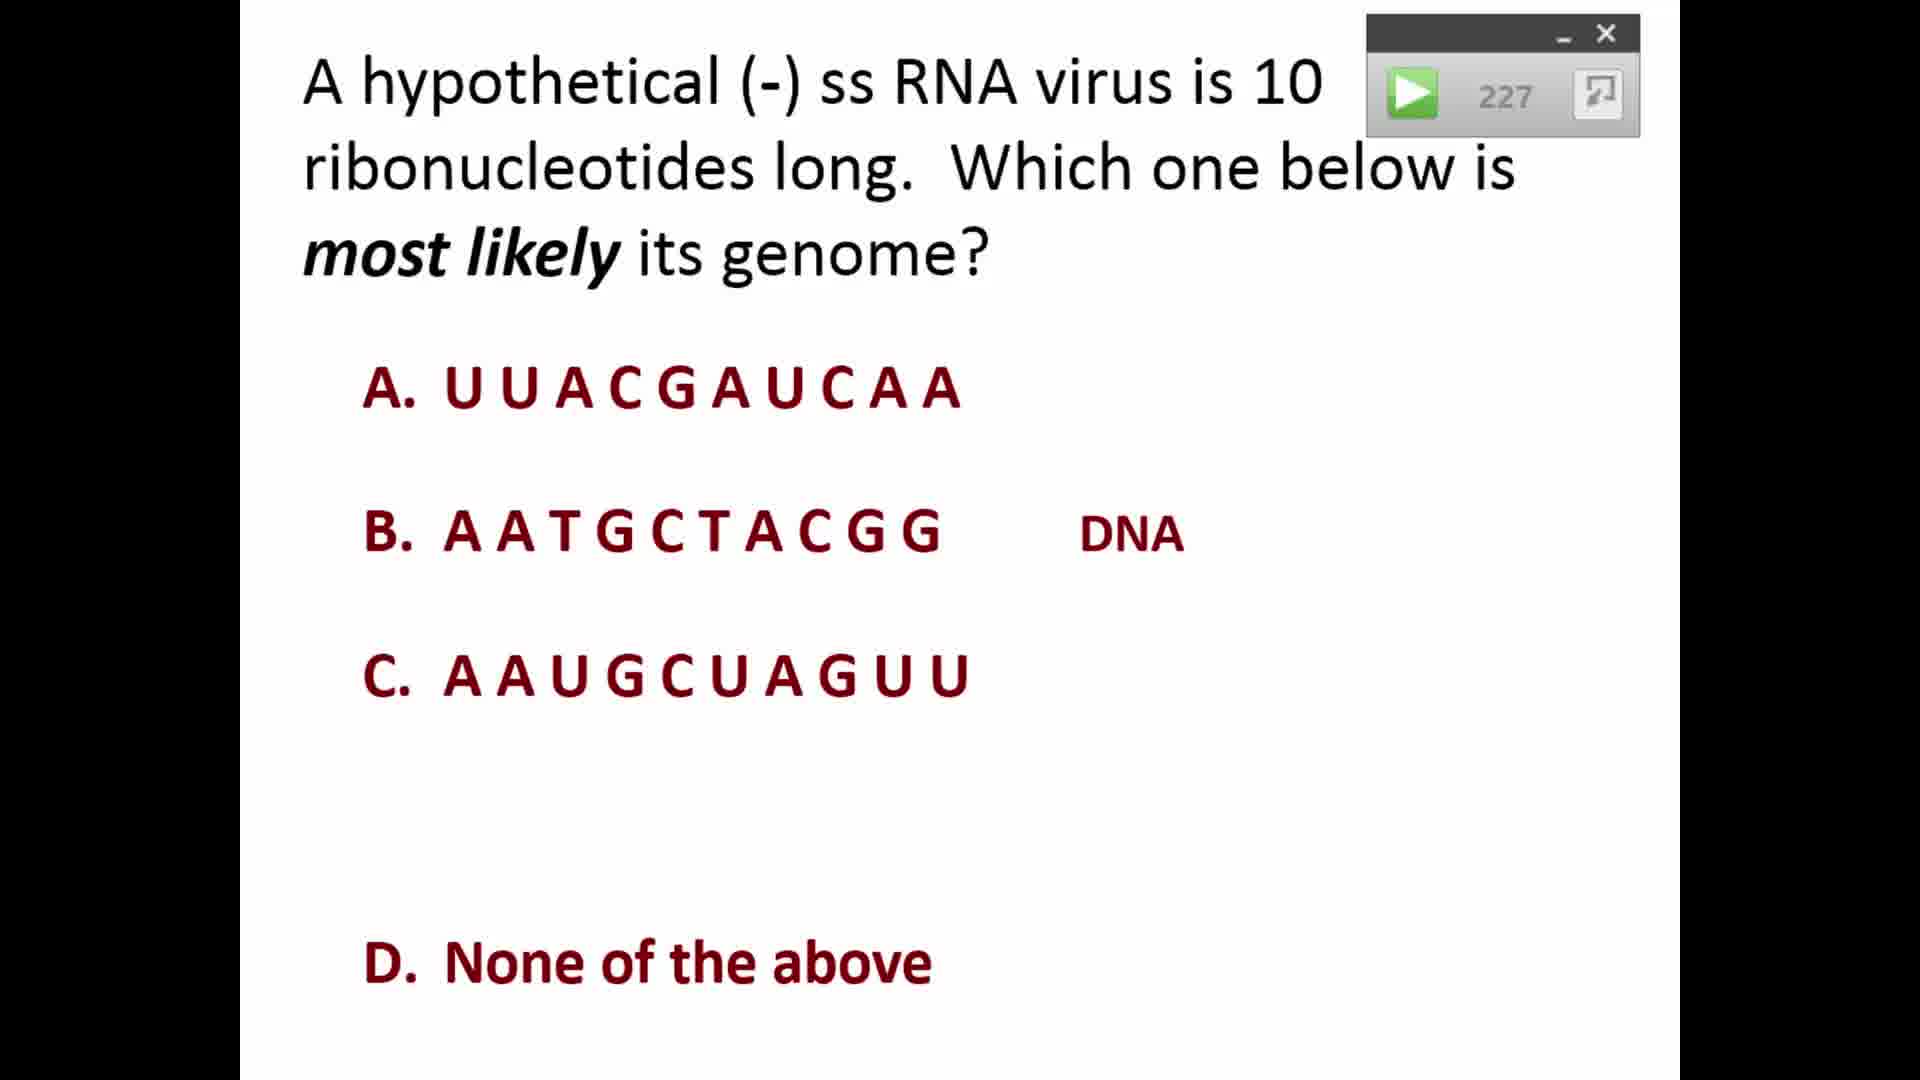 A hypothetical (-) ss RNA virus is 10
ribonucleotides long. Which one below is
most likely its genome?
227
A. U U A C G A U C A A
B. A A T G C T A C G G DNA
C. A A U G C U A G U U
D. None of the above